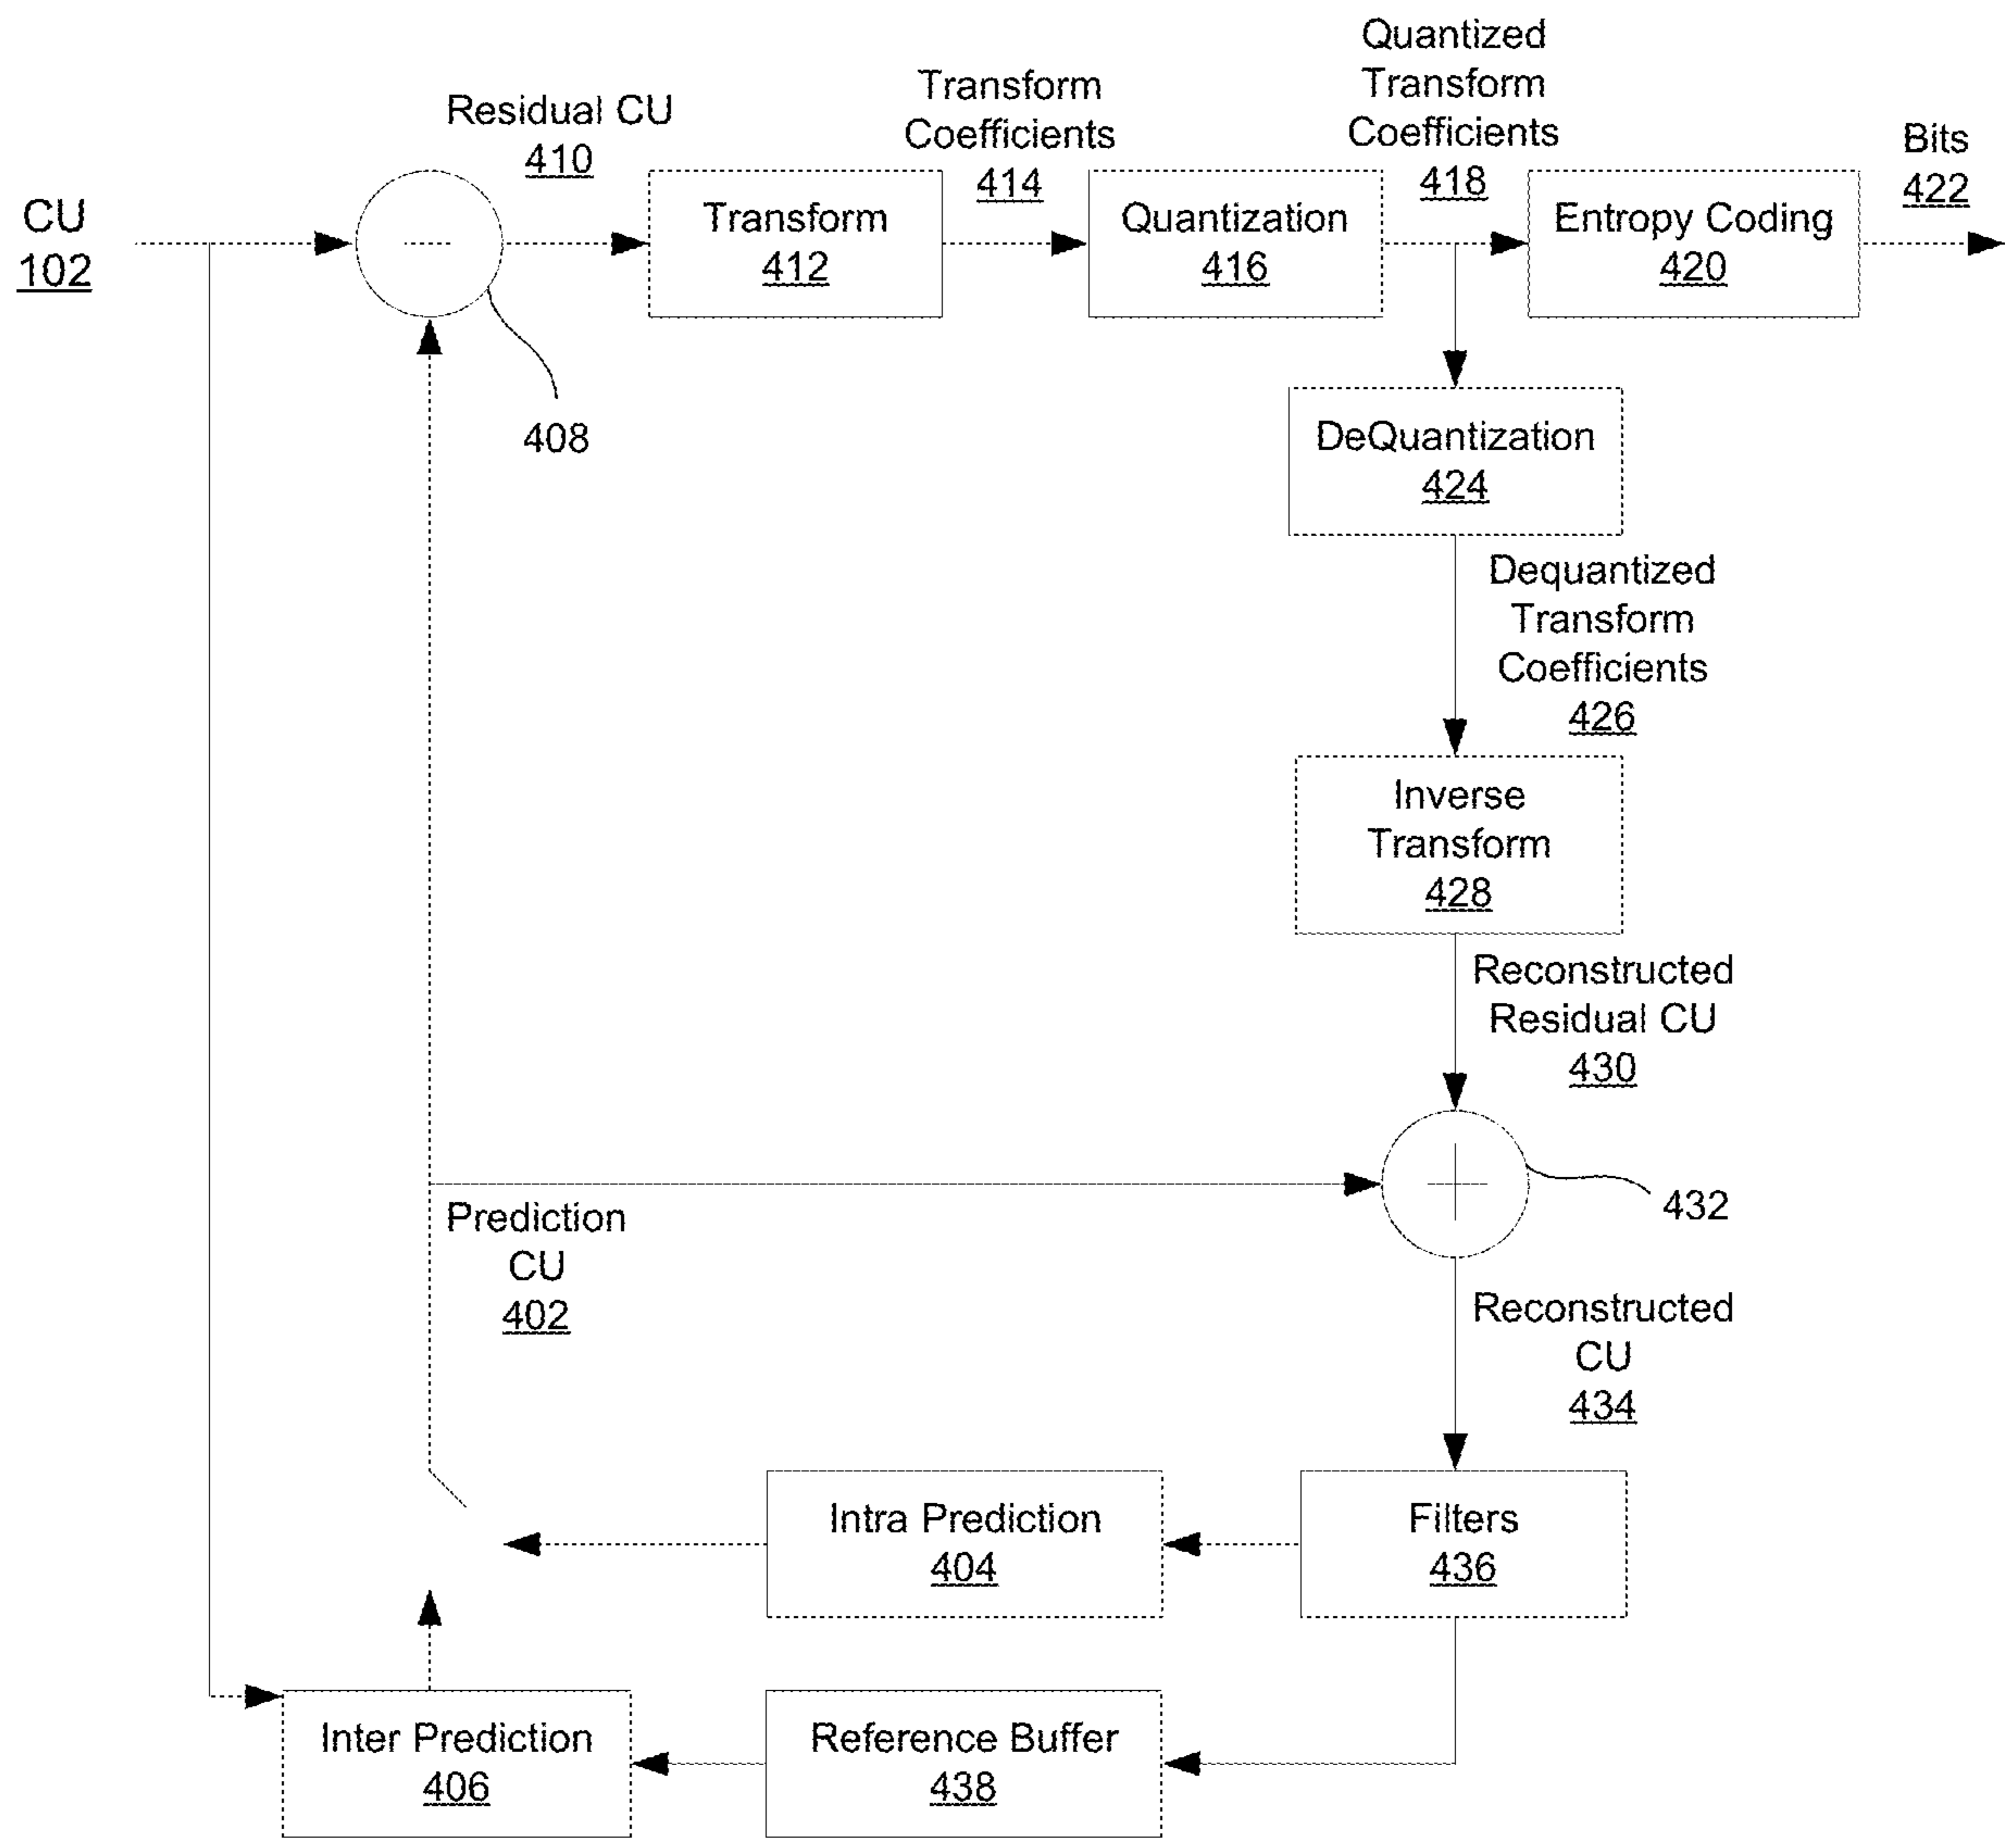 Quantized
Transform
Coefficients
418
Transform
Coefficients
414
Residual CU
410
Bits
422
CU
102
Transform
412
Quantization
416
Entropy Coding
420
408
DeQuantization
424
Dequantized
Transform
Coefficients
426
Inverse
Transform
428
Reconstructed
Residual CU
430
432
Prediction
CU
402
Reconstructed
CU
434
Intra Prediction
404
Filters
436
Inter Prediction
406
Reference Buffer
438